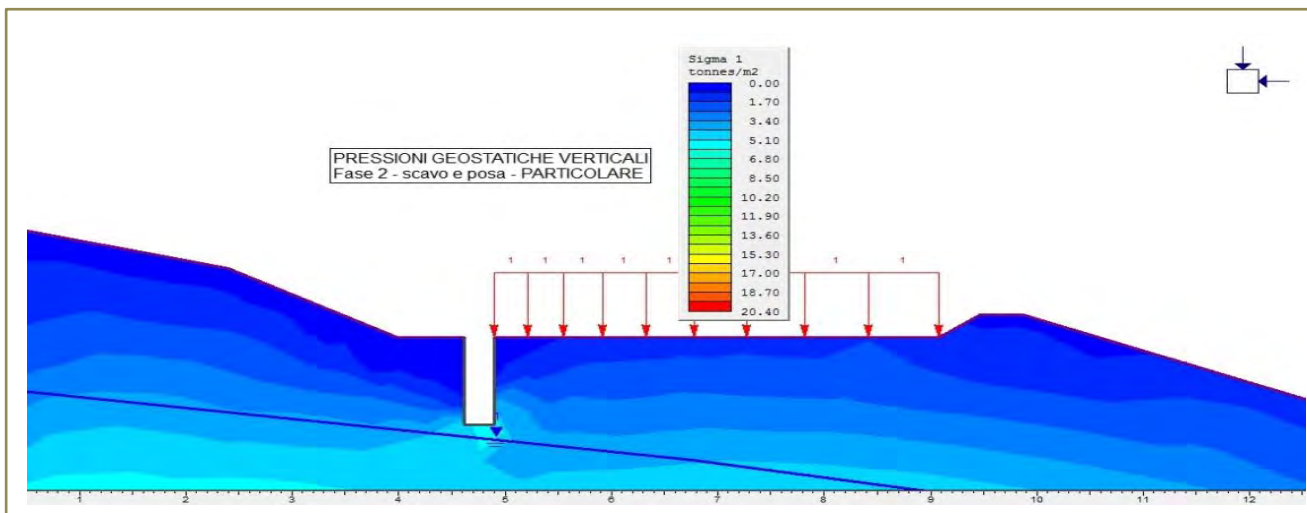 Sigma 1
tonnes/m2
0.00
1.70
3.40
5.10
6.80
8.50
10.20
11.90
13.60
15.30
17.00
18.70
20.40
PRESSIONI GEOSTATICHE VERTICALI
Fase 2 - scavo e posa - PARTICOLARE
1 1 1 1 1 1 1
1
1 2 3 4 5 6 7 8 9 10 11 12